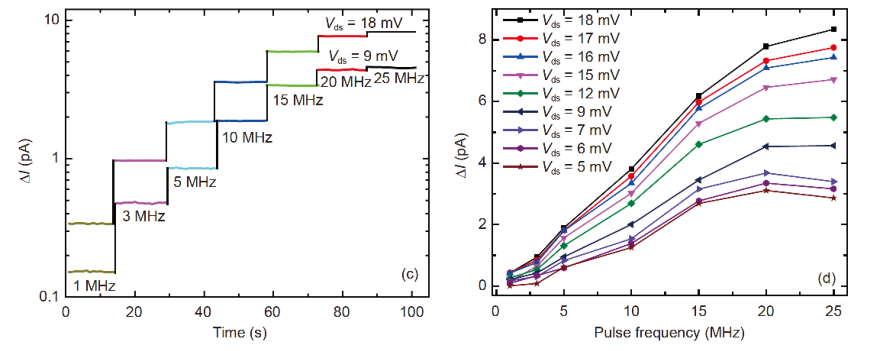 10
V_ds = 18 mV
V_ds = 9 mV
20 MHz
25 MHz
15 MHz
10 MHz
1
5 MHz
3 MHz
1 MHz
(c)
0.1
0
20
40
60
80
100
Time (s)
ΔI (pA)
V_ds = 18 mV
V_ds = 17 mV
V_ds = 16 mV
V_ds = 15 mV
V_ds = 12 mV
V_ds = 9 mV
V_ds = 7 mV
V_ds = 6 mV
V_ds = 5 mV
8
6
4
2
0
(d)
0
5
10
15
20
25
Pulse frequency (MHz)
ΔI (pA)